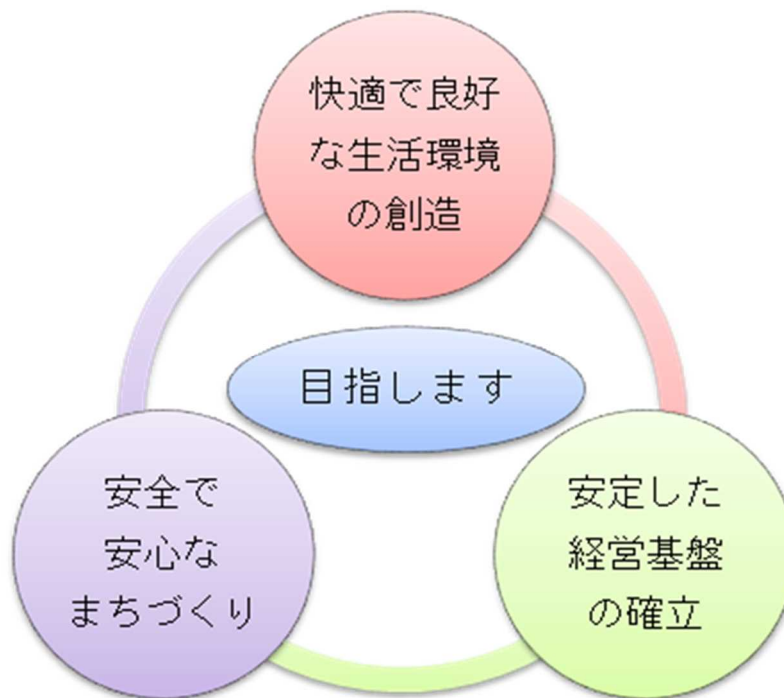 快適で良好
な生活環境
の創造
目指します
安全で
安心な
まちづくり
安定した
経営基盤
の確立